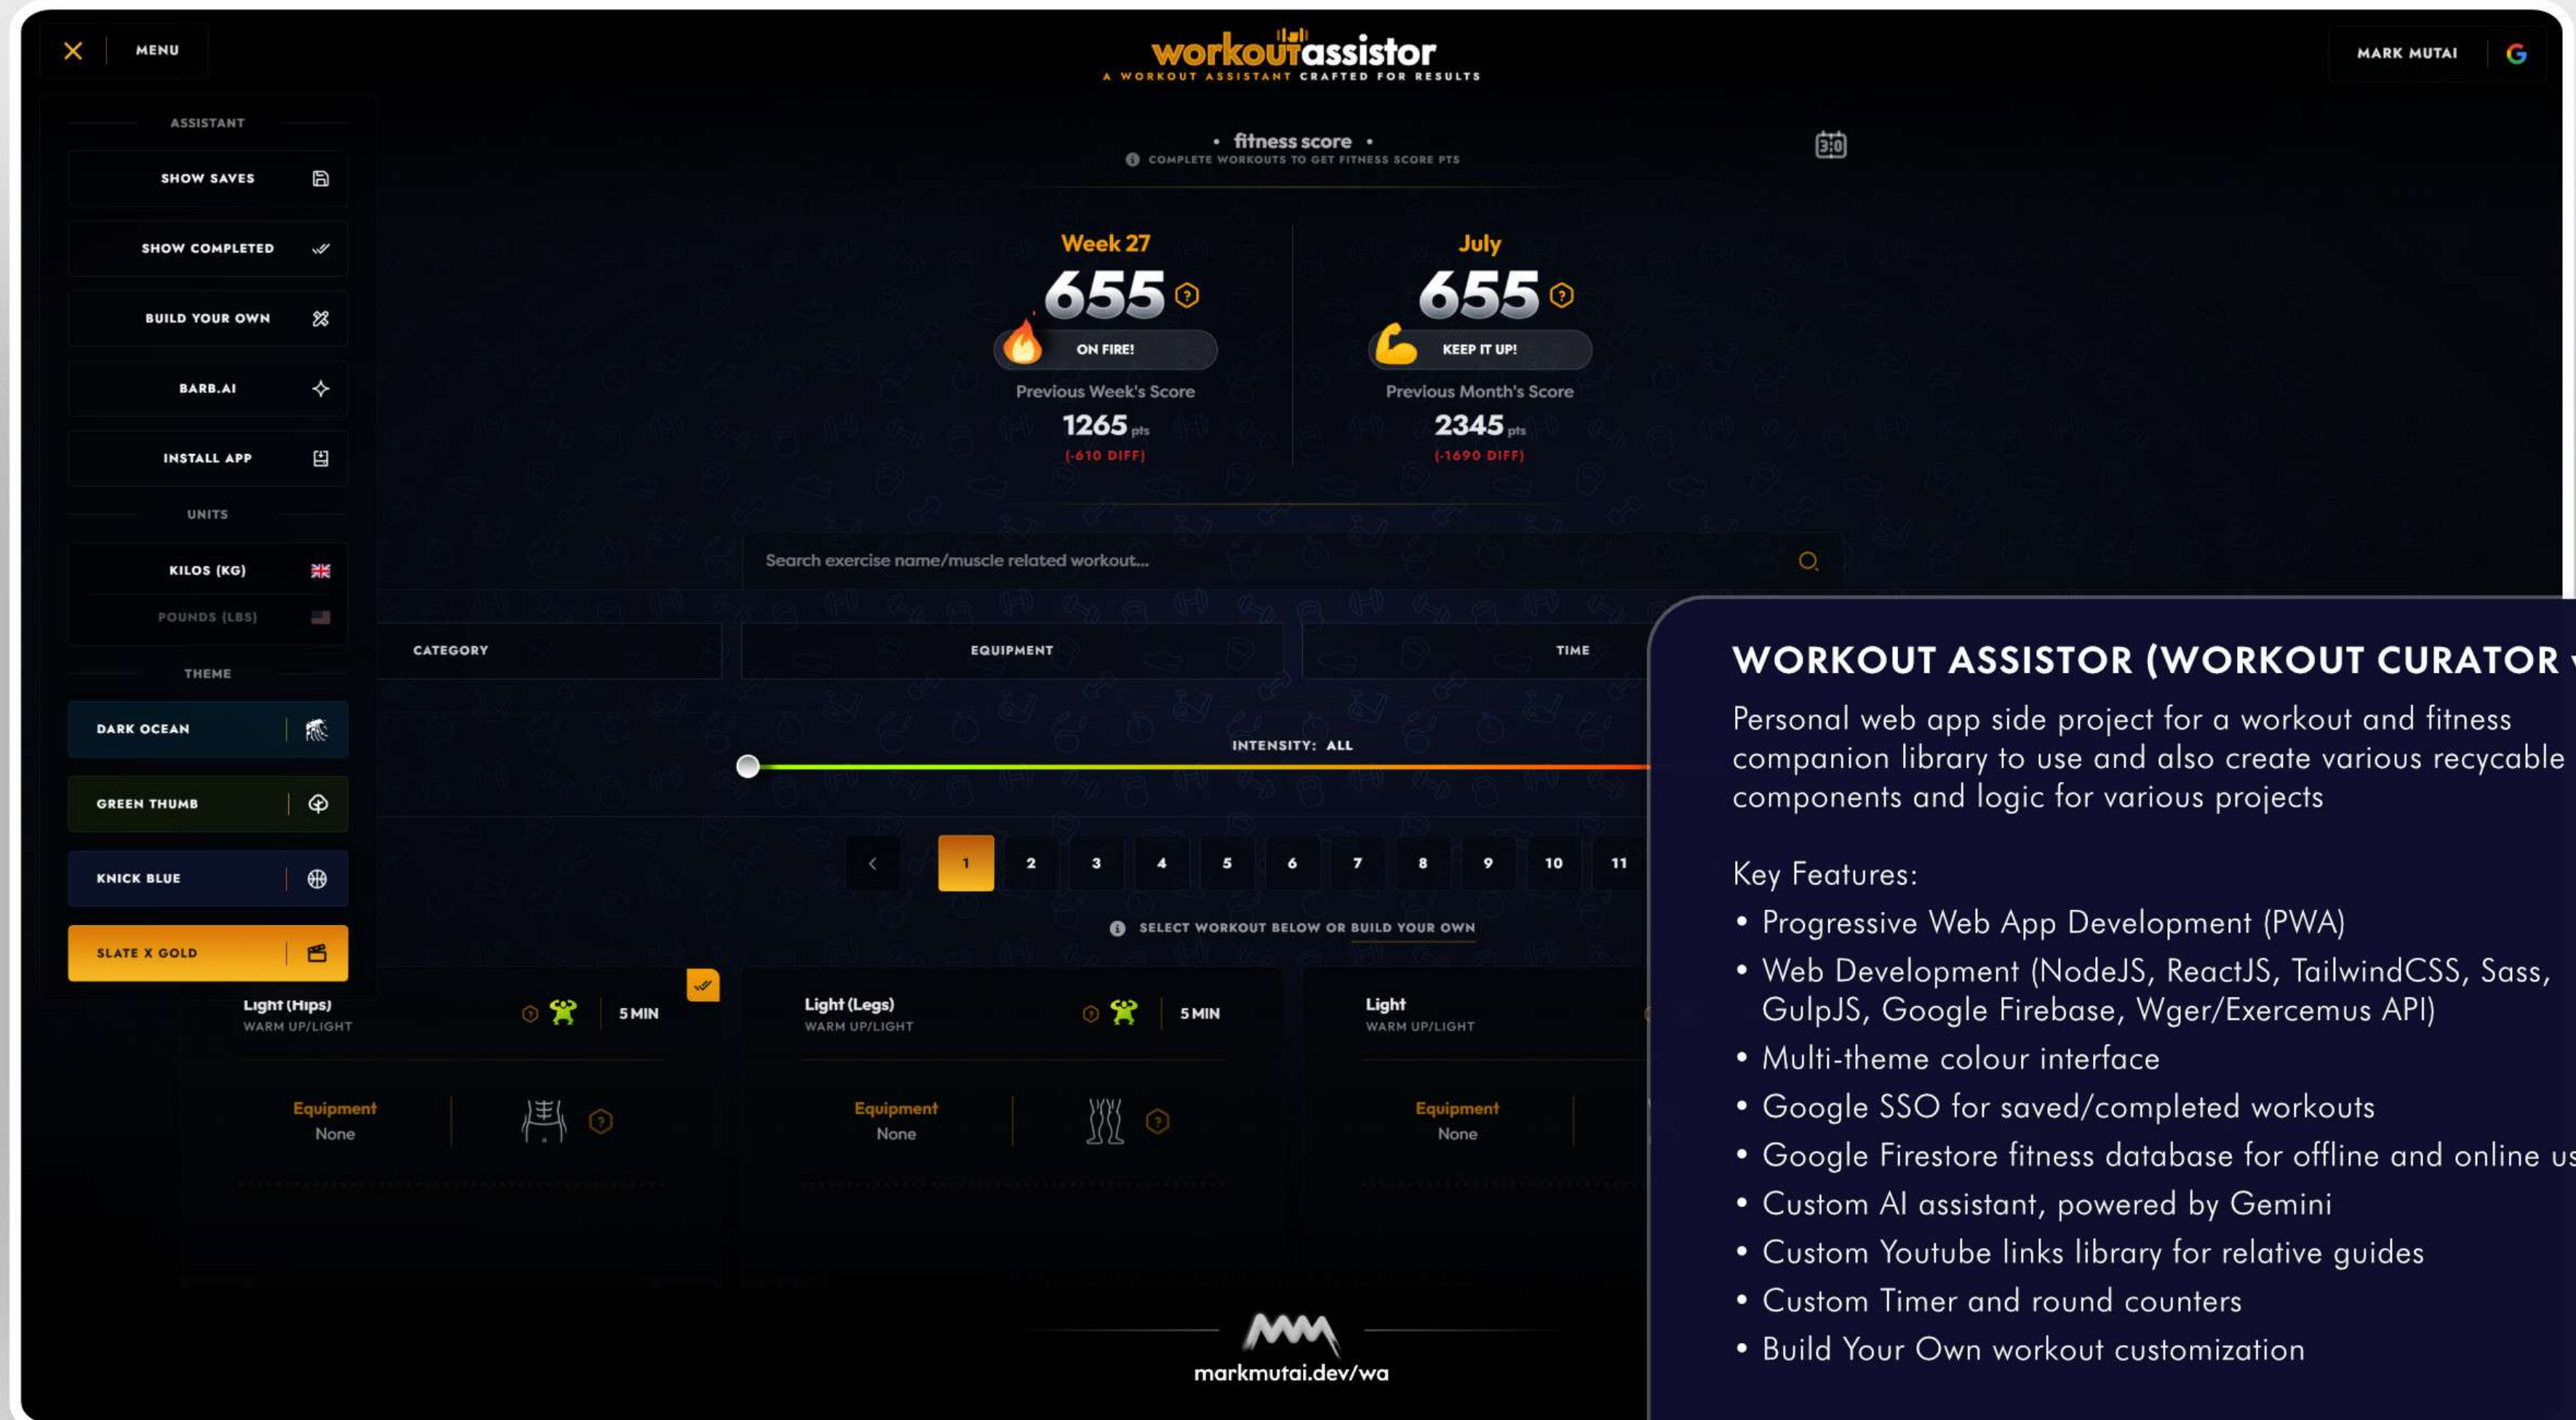 MENU
workoutassistor
A WORKOUT ASSISTANT CRAFTED FOR RESULTS
MARK MUTAI
ASSISTANT
SHOW SAVES
SHOW COMPLETED
BUILD YOUR OWN
BARB.AI
INSTALL APP
UNITS
KILOS (KG)
POUNDS (LBS)
THEME
DARK OCEAN
GREEN THUMB
KNICK BLUE
SLATE X GOLD
• fitness score •
COMPLETE WORKOUTS TO GET FITNESS SCORE PTS
3:0
Week 27
655
ON FIRE!
Previous Week's Score
1265 pts
(-610 DIFF)
July
655
KEEP IT UP!
Previous Month's Score
2345 pts
(-1690 DIFF)
Search exercise name/muscle related workout...
CATEGORY
EQUIPMENT
TIME
INTENSITY: ALL
1 2 3 4 5 6 7 8 9 10 11
SELECT WORKOUT BELOW OR BUILD YOUR OWN
Light (Hips)
WARM UP/LIGHT
5 MIN
Equipment
None
Light (Legs)
WARM UP/LIGHT
5 MIN
Equipment
None
Light
WARM UP/LIGHT
Equipment
None
markmutai.dev/wa
WORKOUT ASSISTOR (WORKOUT CURATOR
Personal web app side project for a workout and fitness
companion library to use and also create various recycable
components and logic for various projects
Key Features:
• Progressive Web App Development (PWA)
• Web Development (NodeJS, ReactJS, TailwindCSS, Sass,
GulpJS, Google Firebase, Wger/Exercemus API)
• Multi-theme colour interface
• Google SSO for saved/completed workouts
• Google Firestore fitness database for offline and online us
• Custom AI assistant, powered by Gemini
• Custom Youtube links library for relative guides
• Custom Timer and round counters
• Build Your Own workout customization